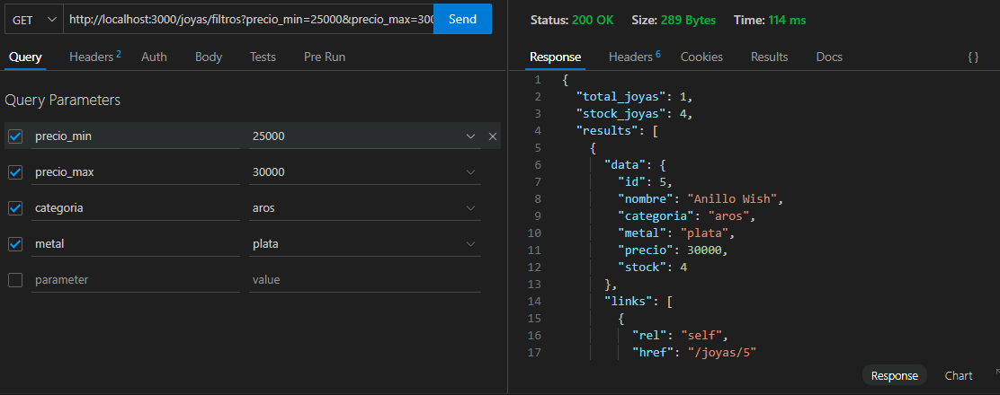 GET http://localhost:3000/joyas/filtros?precio_min=25000&precio_max=300 Send
Query Headers 2 Auth Body Tests Pre Run
Query Parameters
precio_min 25000
precio_max 30000
categoria aros
metal plata
parameter value
Status: 200 OK Size: 289 Bytes Time: 114 ms
Response Headers 6 Cookies Results Docs { }
1 {
2 "total_joyas": 1,
3 "stock_joyas": 4,
4 "results": [
5 {
6 "data": {
7 "id": 5,
8 "nombre": "Anillo Wish",
9 "categoria": "aros",
10 "metal": "plata",
11 "precio": 30000,
12 "stock": 4
13 },
14 "links": [
15 {
16 "rel": "self",
17 "href": "/joyas/5"
Response Chart